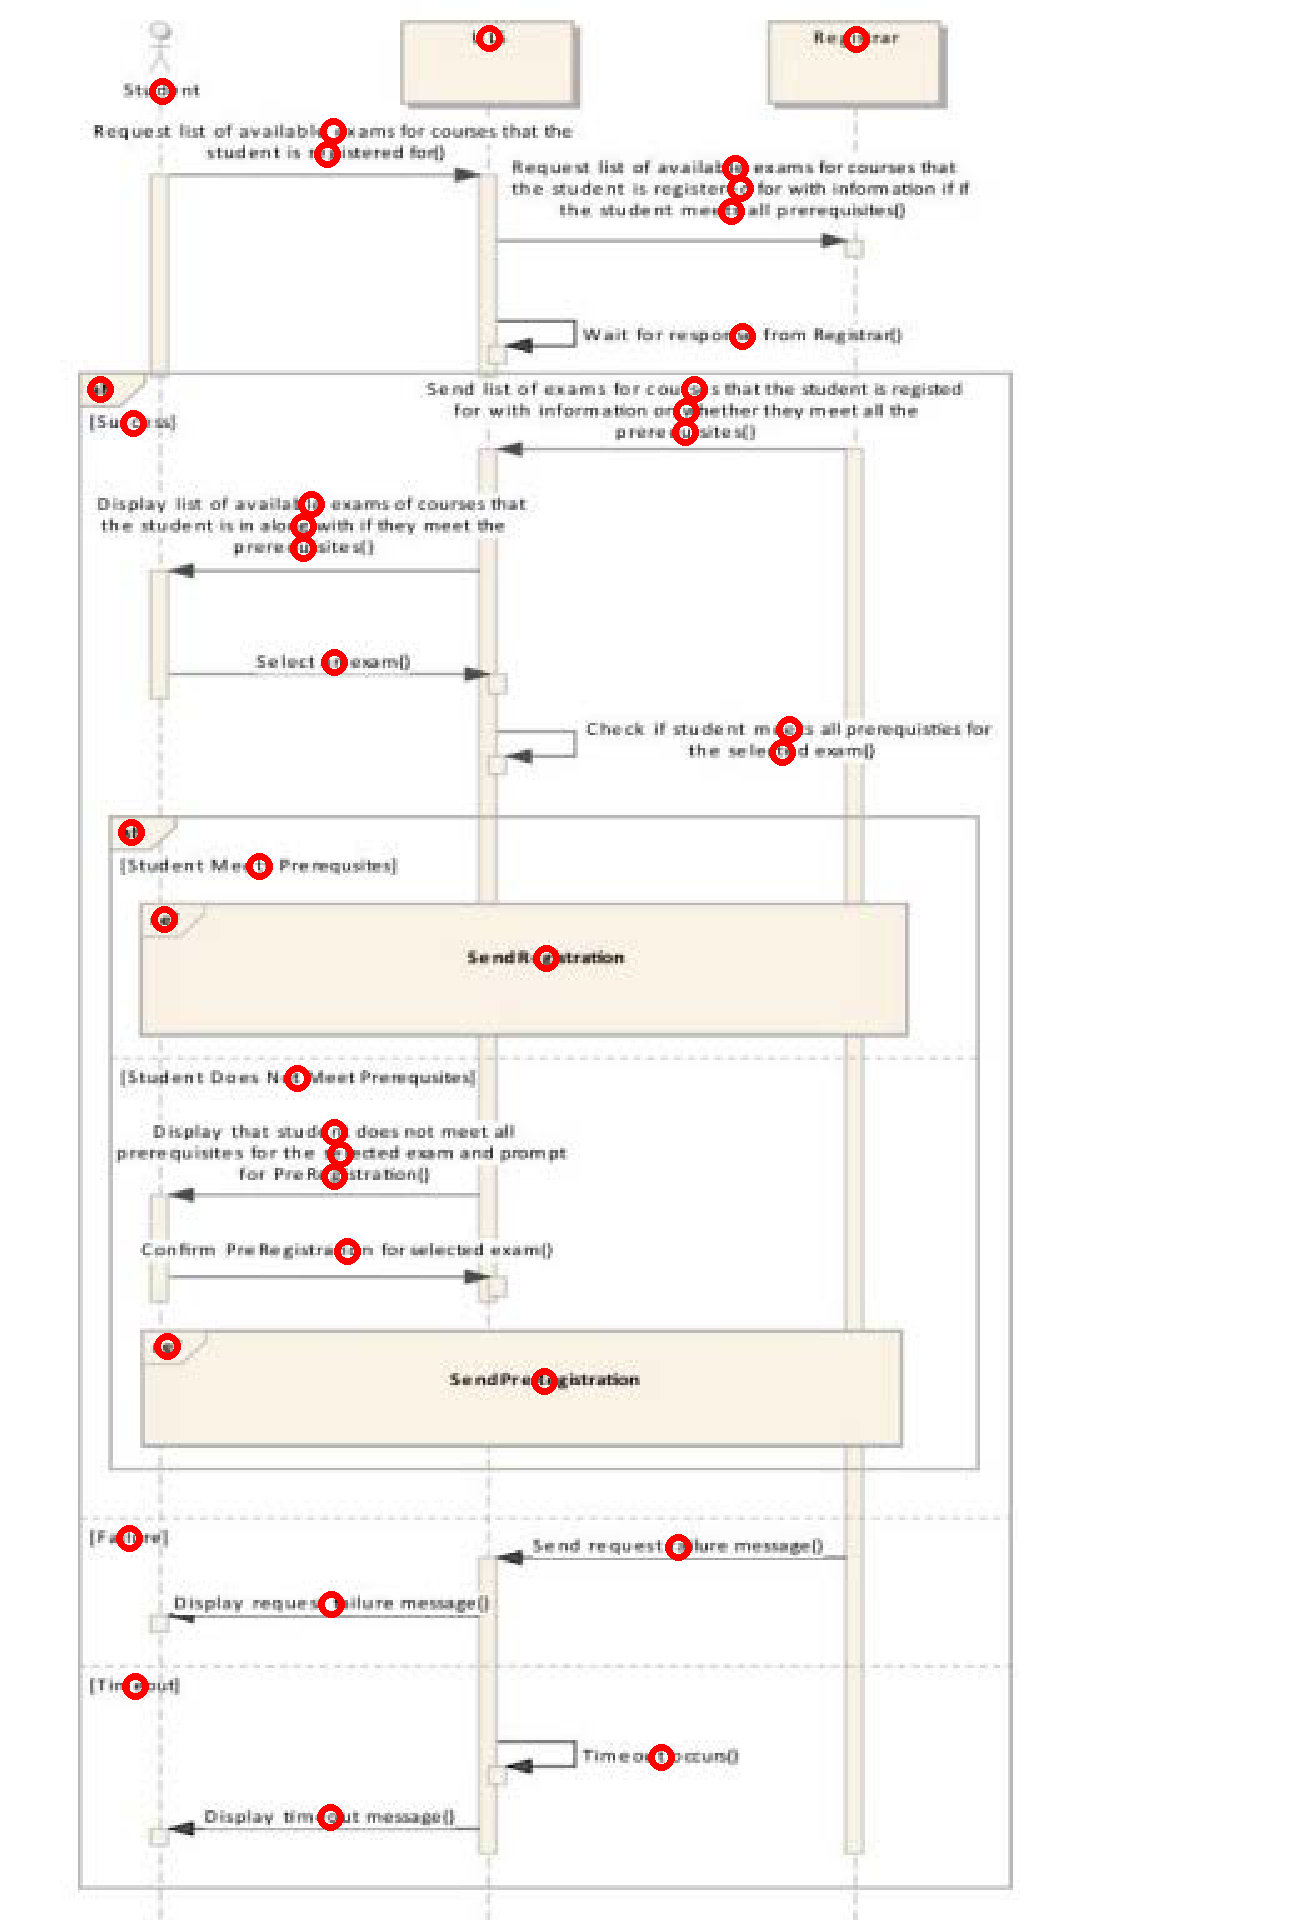 Student
Registrar
Request list of available exams for courses that the
student is registered for()
Request list of available exams for courses that
the student is registered for with information if if
the student meets all prerequisites()
Wait for response from Registrar()
alt
[Success]
Send list of exams for courses that the student is registed
for with information on whether they meet all the
prerequisites()
Display list of available exams of courses that
the student is in along with if they meet the
prerequisites()
Select an exam()
Check if student meets all prerequisties for
the selected exam()
alt
[Student Meets Prerequsites]
ref
SendRegistration
[Student Does Not Meet Prerequsites]
Display that student does not meet all
prerequisites for the selected exam and prompt
for PreRegistration()
Confirm PreRegistration for selected exam()
ref
SendPreRegistration
[Failure]
Send request failure message()
Display request failure message()
[Timeout]
Timeout occurs()
Display timeout message()